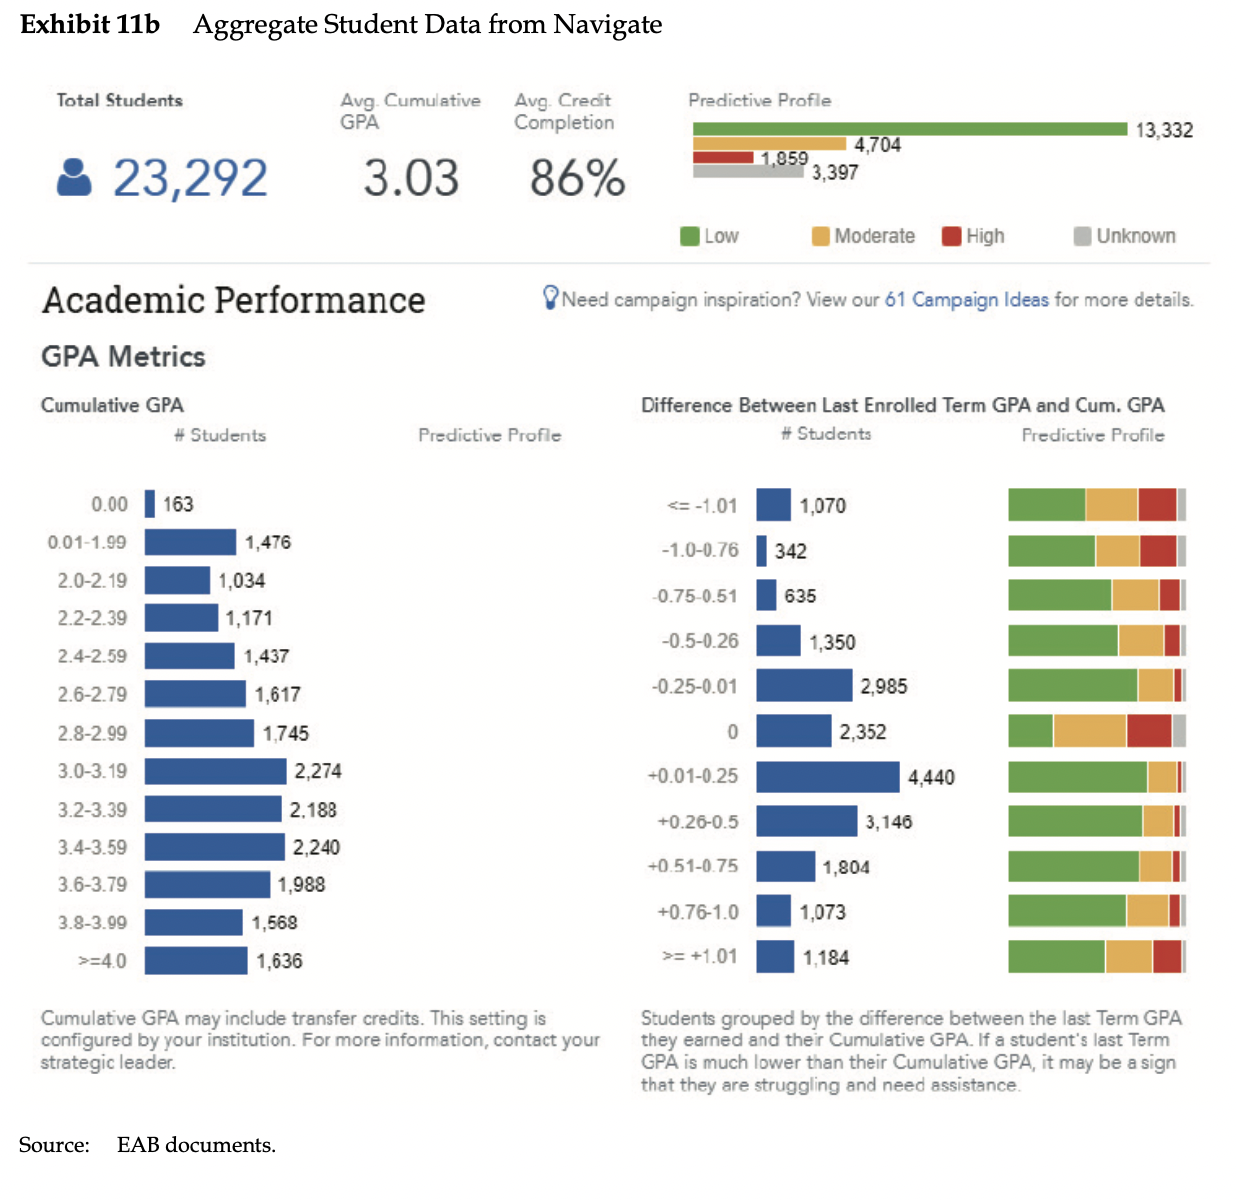 Exhibit 11b Aggregate Student Data from Navigate
Total Students
23,292
Avg. Cumulative
GPA
3.03
Avg. Credit
Completion
86%
Predictive Profile
13,332
4,704
1,859
3,397
Low Moderate High Unknown
Academic Performance
Need campaign inspiration? View our 61 Campaign Ideas for more details.
GPA Metrics
Cumulative GPA
# Students Predictive Profile
0.00 163
0.01-1.99 1,476
2.0-2.19 1,034
2.2-2.39 1,171
2.4-2.59 1,437
2.6-2.79 1,617
2.8-2.99 1,745
3.0-3.19 2,274
3.2-3.39 2,188
3.4-3.59 2,240
3.6-3.79 1,988
3.8-3.99 1,568
>=4.0 1,636
Cumulative GPA may include transfer credits. This setting is
configured by your institution. For more information, contact your
strategic leader.
Difference Between Last Enrolled Term GPA and Cum. GPA
# Students Predictive Profile
<= -1.01 1,070
-1.0-0.76 342
-0.75-0.51 635
-0.5-0.26 1,350
-0.25-0.01 2,985
0 2,352
+0.01-0.25 4,440
+0.26-0.5 3,146
+0.51-0.75 1,804
+0.76-1.0 1,073
>= +1.01 1,184
Students grouped by the difference between the last Term GPA
they earned and their Cumulative GPA. If a student's last Term
GPA is much lower than their Cumulative GPA, it may be a sign
that they are struggling and need assistance.
Source: EAB documents.